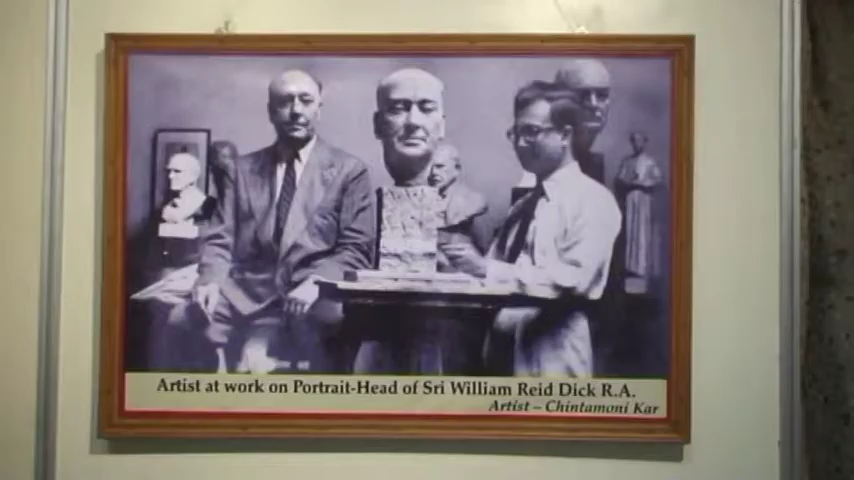 Artist at work on Portrait-Head of Sri William Reid Dick R.A.
Artist – Chintamoni Kar